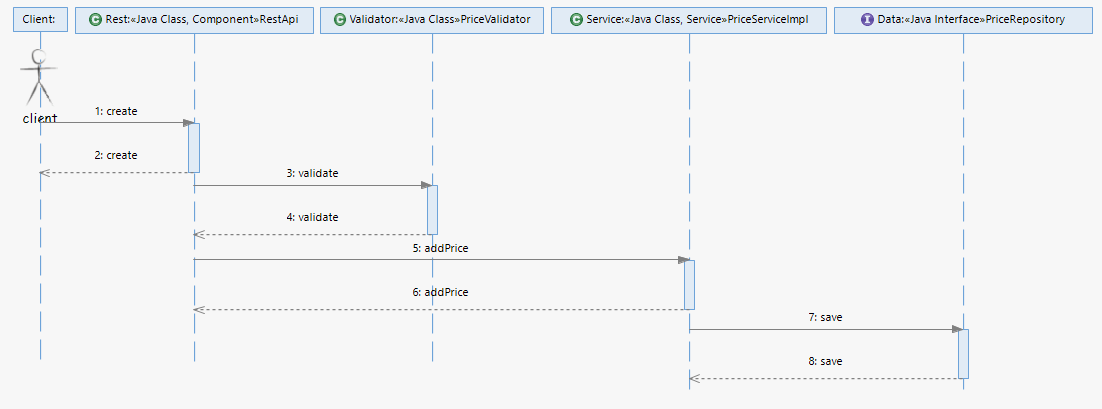 Client:
C Rest:«Java Class, Component»RestApi
C Validator:«Java Class»PriceValidator
C Service:«Java Class, Service»PriceServiceImpl
I Data:«Java Interface»PriceRepository
client
1: create
2: create
3: validate
4: validate
5: addPrice
6: addPrice
7: save
8: save